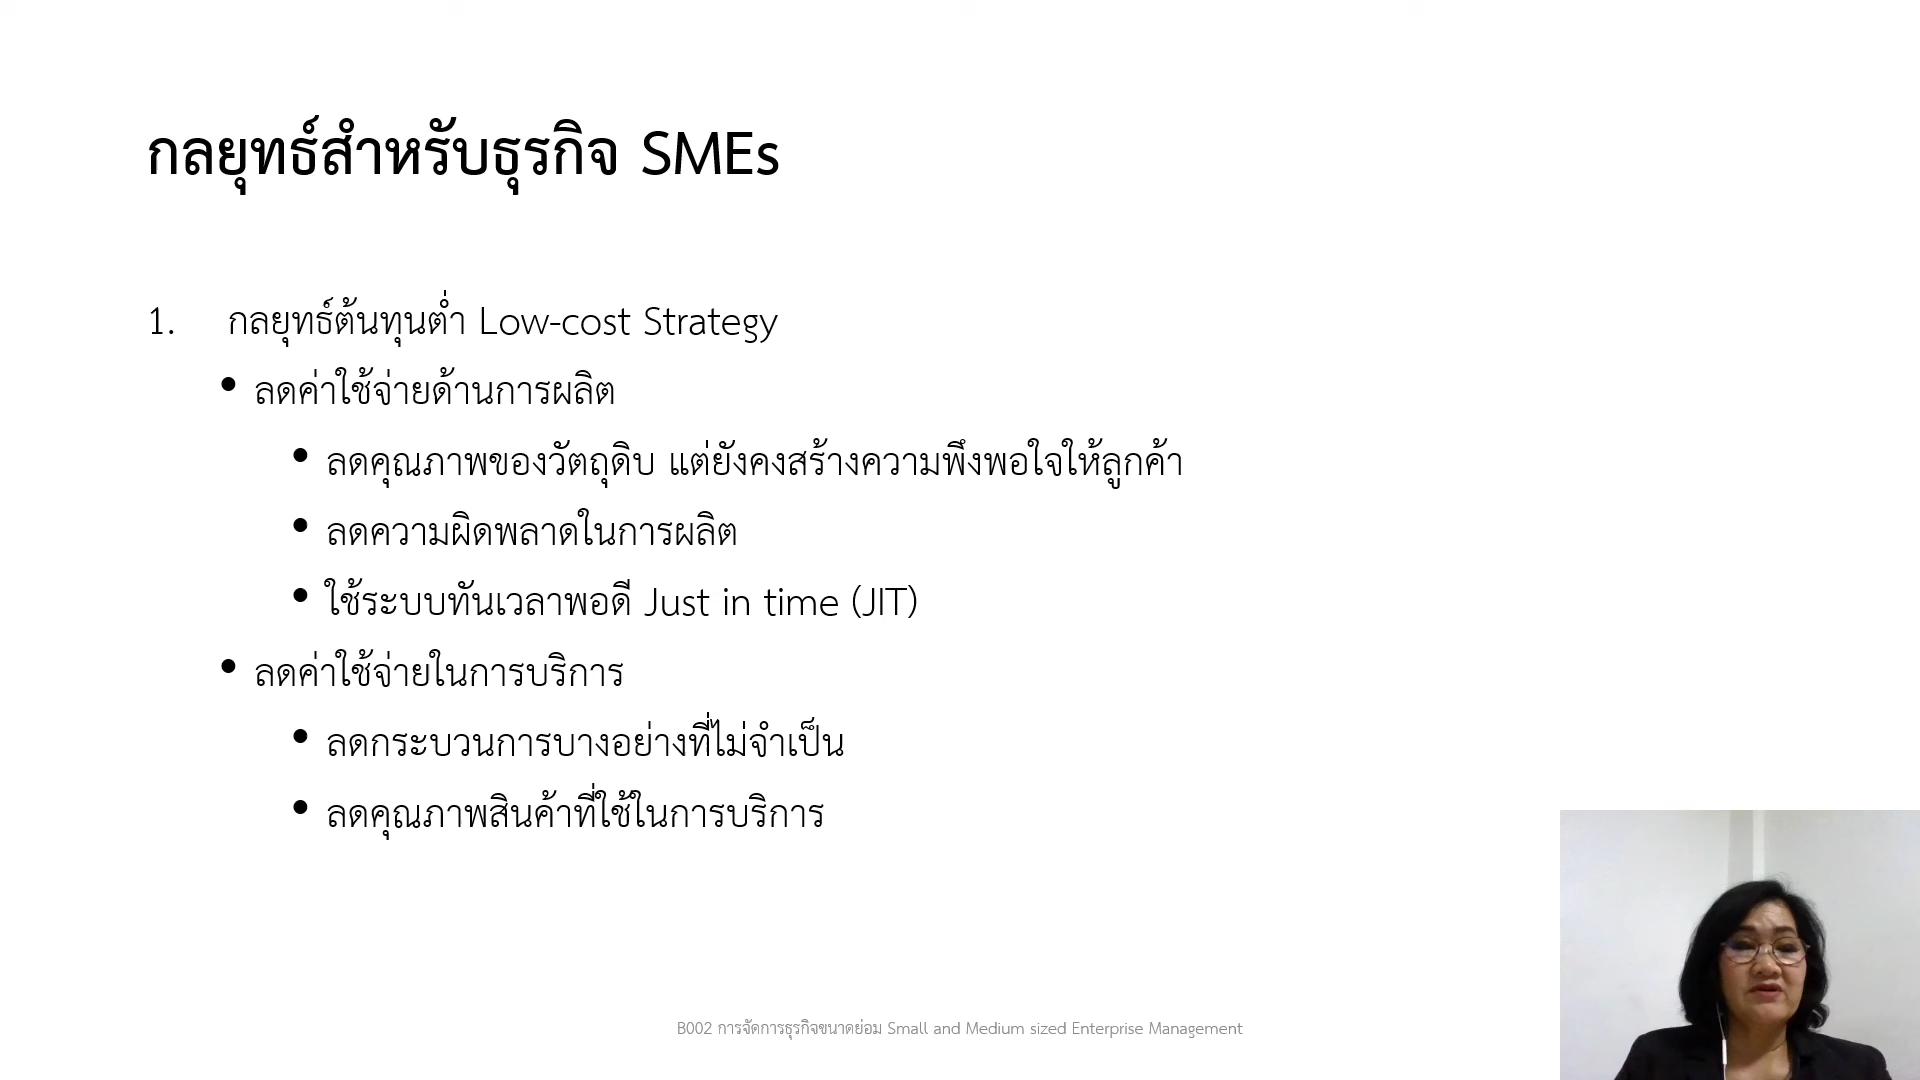 กลยุทธ์สำหรับธุรกิจ SMEs
1. กลยุทธ์ต้นทุนต่ำ Low-cost Strategy
• ลดค่าใช้จ่ายด้านการผลิต
• ลดคุณภาพของวัตถุดิบ แต่ยังคงสร้างความพึงพอใจให้ลูกค้า
• ลดความผิดพลาดในการผลิต
• ใช้ระบบทันเวลาพอดี Just in time (JIT)
• ลดค่าใช้จ่ายในการบริการ
• ลดกระบวนการบางอย่างที่ไม่จำเป็น
• ลดคุณภาพสินค้าที่ใช้ในการบริการ
B002 การจัดการธุรกิจขนาดย่อม Small and Medium sized Enterprise Management